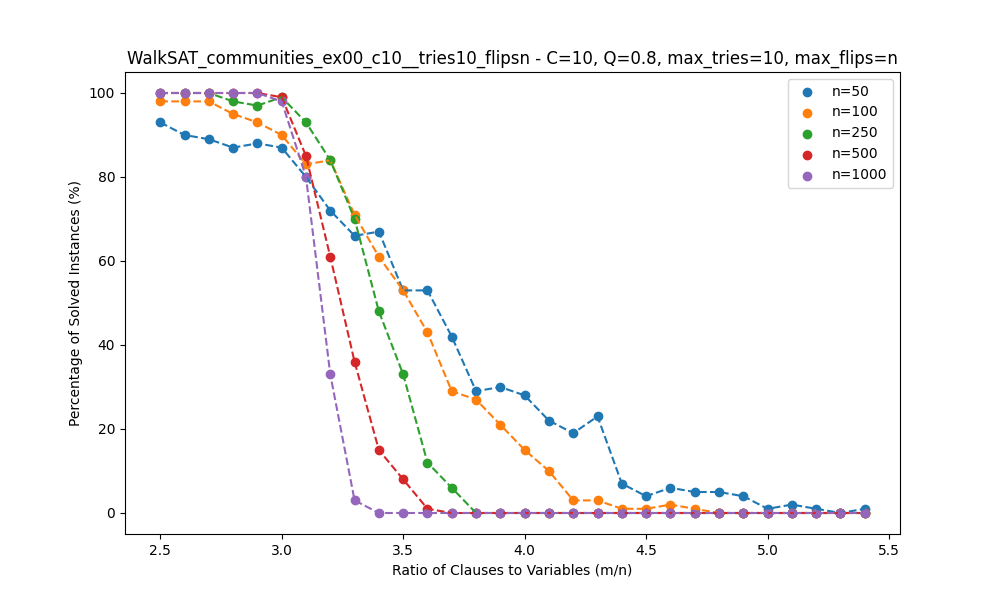 WalkSAT_communities_ex00_c10__tries10_flipsn - C=10, Q=0.8, max_tries=10, max_flips=n
100
80
60
40
20
0
Percentage of Solved Instances (%)
n=50
n=100
n=250
n=500
n=1000
2.5 3.0 3.5 4.0 4.5 5.0 5.5
Ratio of Clauses to Variables (m/n)